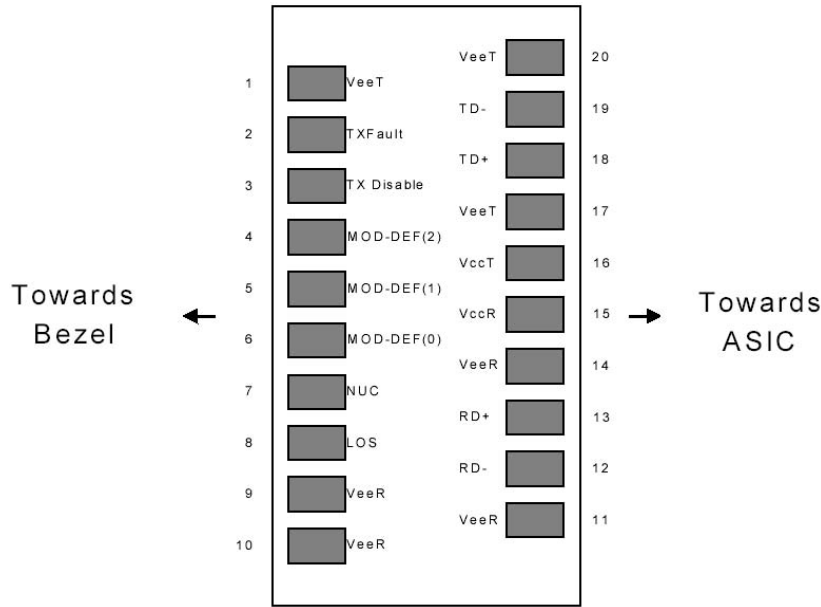 VeeT 20
1 VeeT
TD- 19
2 TXFault
TD+ 18
3 TX Disable
VeeT 17
4 MOD-DEF(2)
VccT 16
5 MOD-DEF(1)
Towards
Bezel
VccR 15
Towards
ASIC
6 MOD-DEF(0)
VeeR 14
7 NUC
RD+ 13
8 LOS
RD- 12
9 VeeR
VeeR 11
10 VeeR